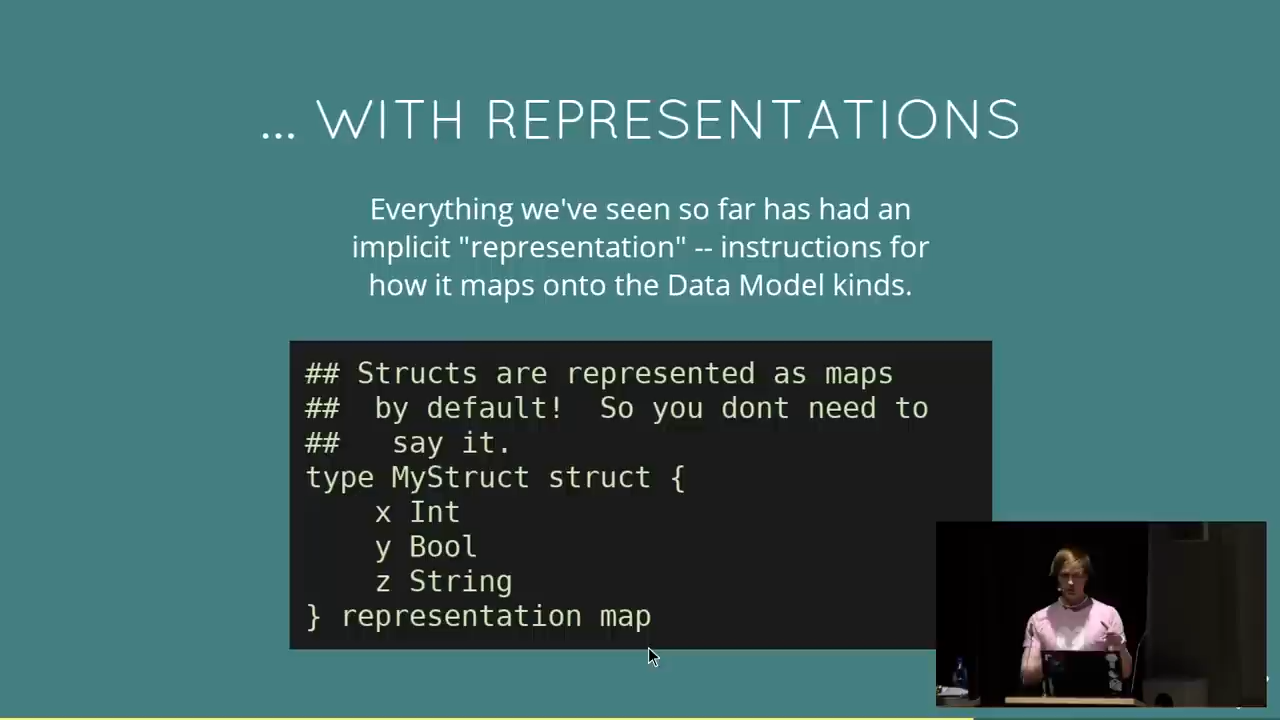 ... WITH REPRESENTATIONS
Everything we've seen so far has had an
implicit "representation" -- instructions for
how it maps onto the Data Model kinds.
## Structs are represented as maps
##  by default!  So you dont need to
##   say it.
type MyStruct struct {
    x Int
    y Bool
    z String
} representation map